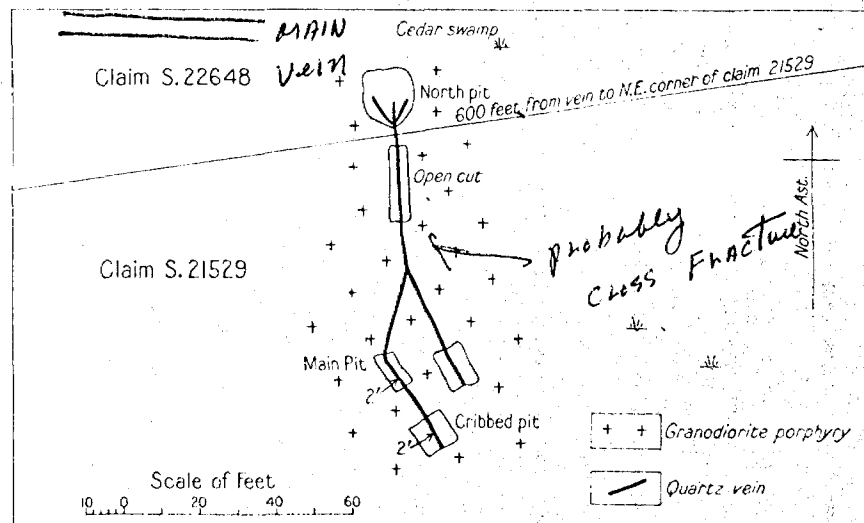 MAIN
Vein
Cedar swamp
Claim S.22648
North pit
600 feet from vein to N.E. corner of claim 21529
Open cut
North Ast.
probably
Cross Fracture
Claim S.21529
Main Pit
2'
Cribbed pit
2'
Granodiorite porphyry
Quartz vein
Scale of Feet
10 0 20 60